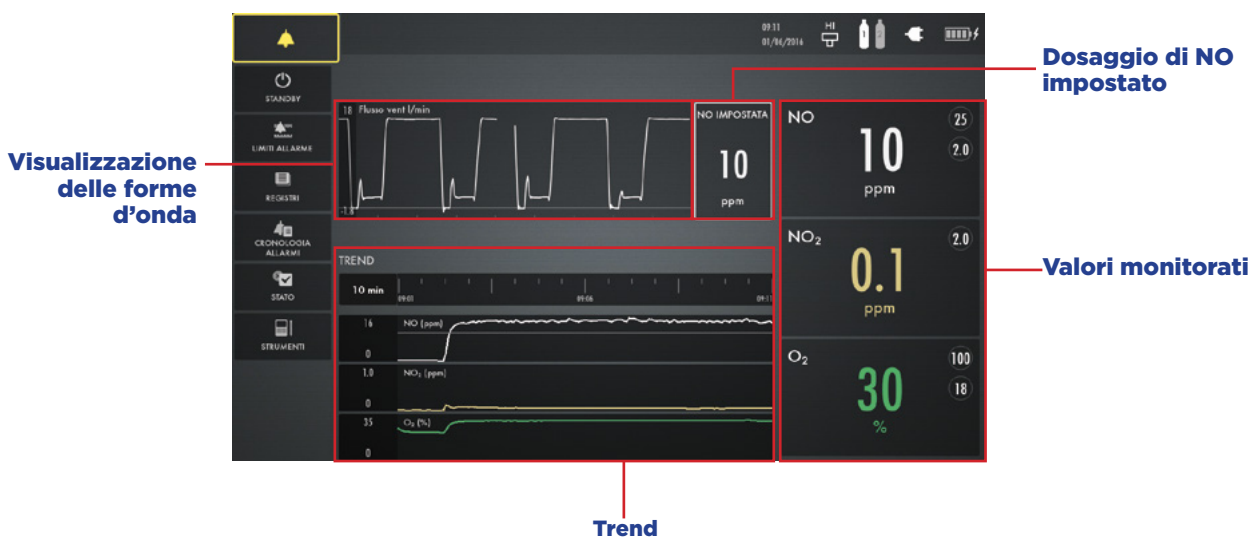 09:11
01/06/2016
HI
1
2
STANDBY
LIMITI ALLARME
REGISTRI
CRONOLOGIA
ALLARMI
STATO
STRUMENTI
18 Flusso vent l/min
-1.8
NO IMPOSTATA
10
ppm
NO
25
10
2.0
ppm
NO₂
2.0
0.1
ppm
O₂
100
30
18
%
TREND
10 min
09:01
09:06
09:11
16
NO (ppm)
0
1.0
NO₂ (ppm)
0
35
O₂ (%)
0
Visualizzazione
delle forme
d’onda
Dosaggio di NO
impostato
Valori monitorati
Trend